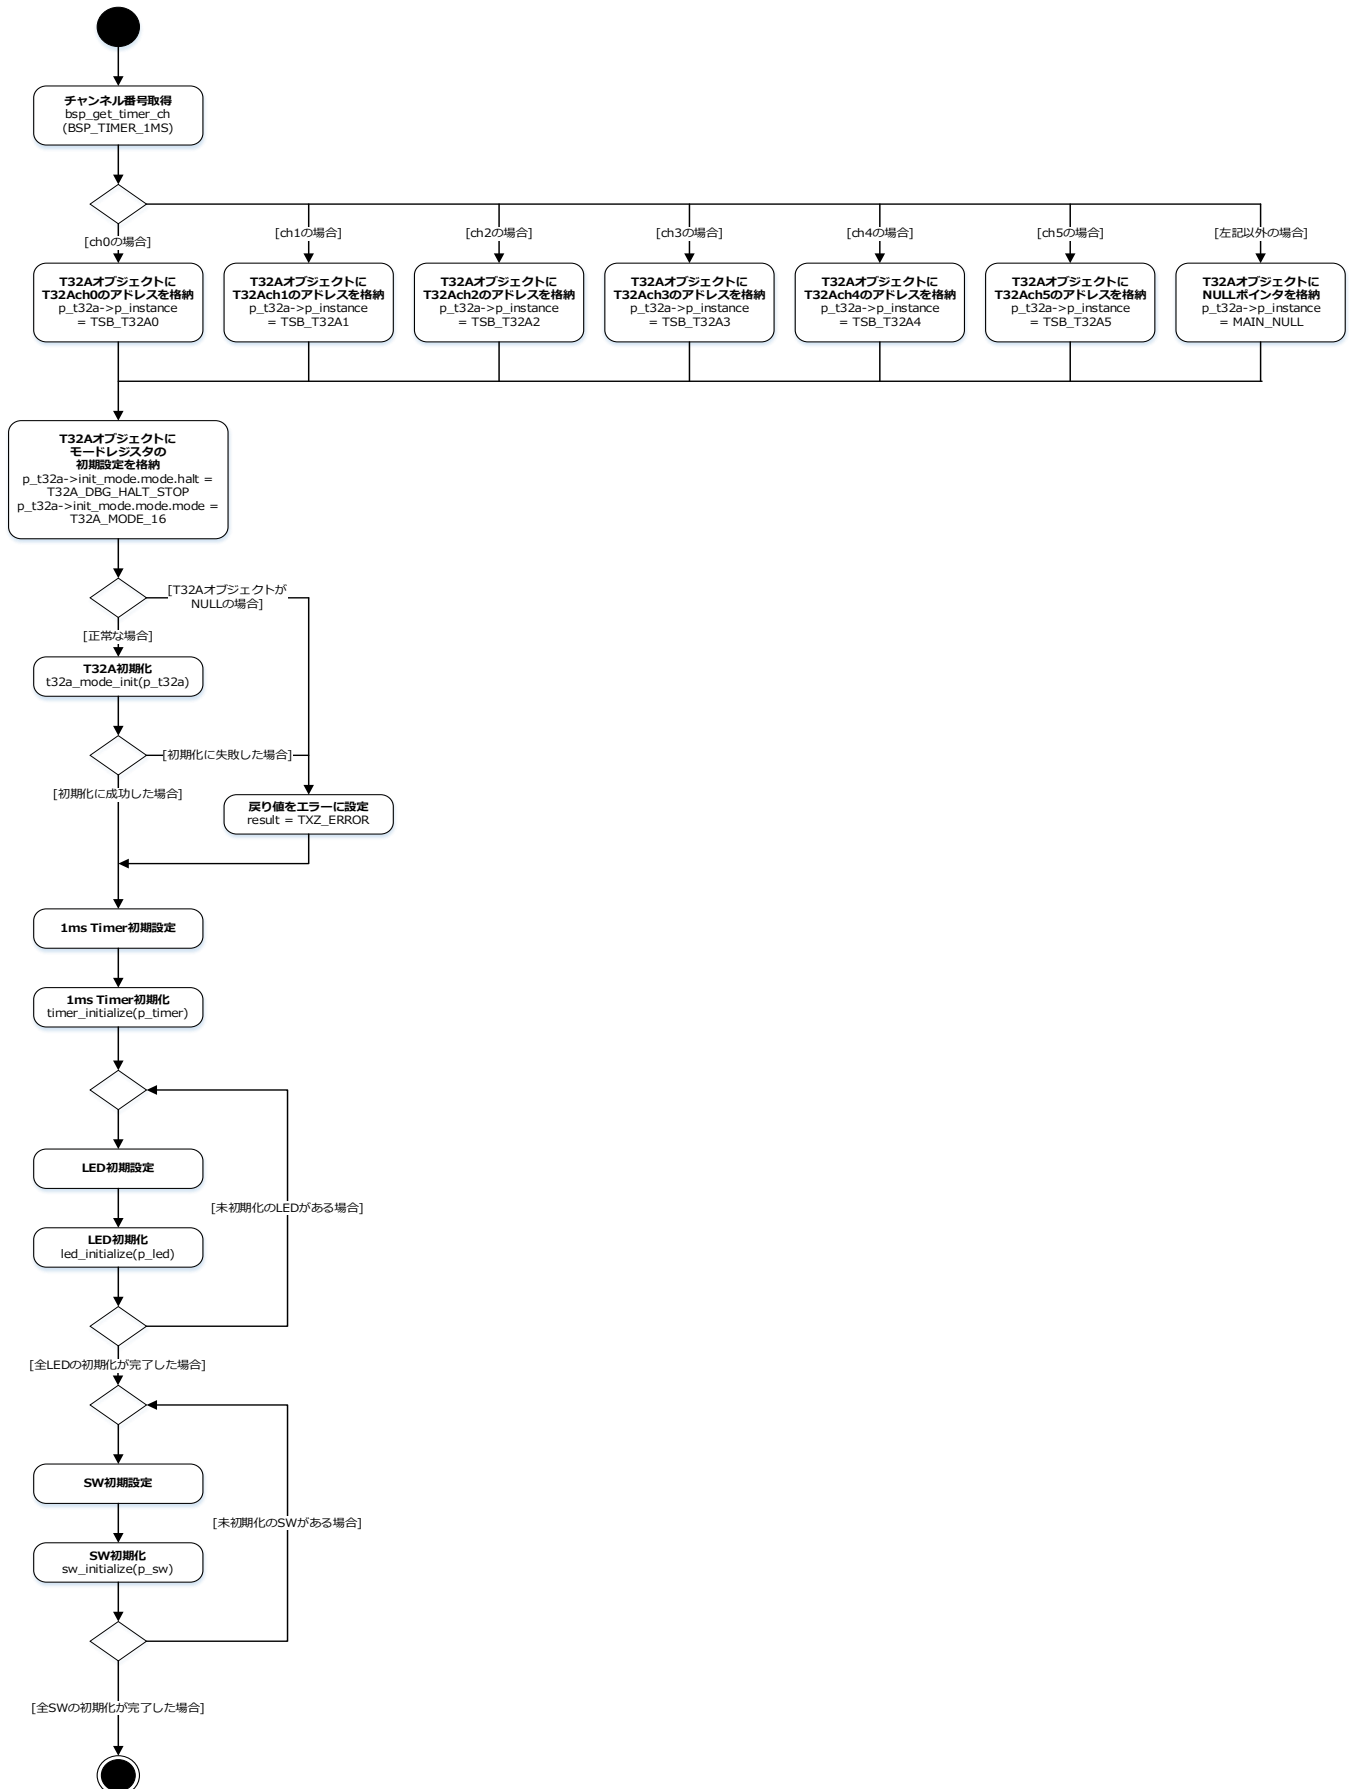 チャンネル番号取得
bsp_get_timer_ch
(BSP_TIMER_1MS)
[ch0の場合]
[ch1の場合]
[ch2の場合]
[ch3の場合]
[ch4の場合]
[ch5の場合]
[左記以外の場合]
T32Aオブジェクトに
T32Ach0のアドレスを格納
p_t32a->p_instance
= TSB_T32A0
T32Aオブジェクトに
T32Ach1のアドレスを格納
p_t32a->p_instance
= TSB_T32A1
T32Aオブジェクトに
T32Ach2のアドレスを格納
p_t32a->p_instance
= TSB_T32A2
T32Aオブジェクトに
T32Ach3のアドレスを格納
p_t32a->p_instance
= TSB_T32A3
T32Aオブジェクトに
T32Ach4のアドレスを格納
p_t32a->p_instance
= TSB_T32A4
T32Aオブジェクトに
T32Ach5のアドレスを格納
p_t32a->p_instance
= TSB_T32A5
T32Aオブジェクトに
NULLポインタを格納
p_t32a->p_instance
= MAIN_NULL
T32Aオブジェクトに
モードレジスタの
初期設定を格納
p_t32a->init_mode.mode.halt =
T32A_DBG_HALT_STOP
p_t32a->init_mode.mode.mode =
T32A_MODE_16
[T32Aオブジェクトが
NULLの場合]
[正常な場合]
T32A初期化
t32a_mode_init(p_t32a)
[初期化に失敗した場合]
[初期化に成功した場合]
戻り値をエラーに設定
result = TXZ_ERROR
1ms Timer初期設定
1ms Timer初期化
timer_initialize(p_timer)
LED初期設定
[未初期化のLEDがある場合]
LED初期化
led_initialize(p_led)
[全LEDの初期化が完了した場合]
SW初期設定
[未初期化のSWがある場合]
SW初期化
sw_initialize(p_sw)
[全SWの初期化が完了した場合]